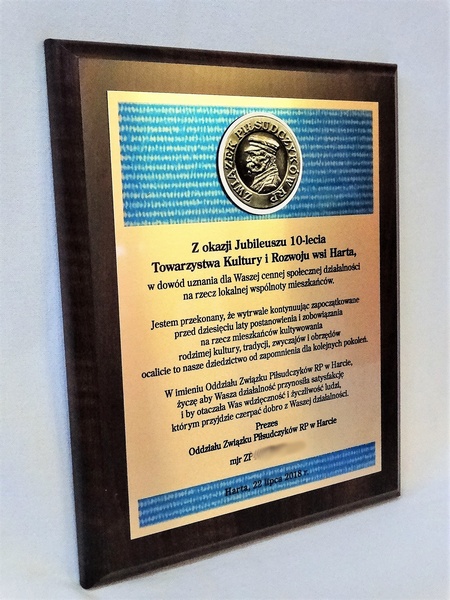 ZWIĄZEK PIŁSUDCZYKÓW RP
Z okazji Jubileuszu 10-lecia
Towarzystwa Kultury i Rozwoju wsi Harta,
w dowód uznania dla Waszej cennej społecznej działalności
na rzecz lokalnej wspólnoty mieszkańców.
Jestem przekonany, że wytrwale kontynuując zapoczątkowane
przed dziesięciu laty postanowienia i zobowiązania
na rzecz mieszkańców kultywowania
rodzimej kultury, tradycji, zwyczajów i obrzędów
ocalicie to nasze dziedzictwo od zapomnienia dla kolejnych pokoleń.
W imieniu Oddziału Związku Piłsudczyków RP w Harcie,
życzę aby Wasza działalność przynosiła satysfakcję
i by otaczała Was wdzięczność i życzliwość ludzi,
którym przyjdzie czerpać dobro z Waszej działalności.
Prezes
Oddziału Związku Piłsudczyków RP w Harcie
mjr ZP
Harta, 22 lipca 2018 r.